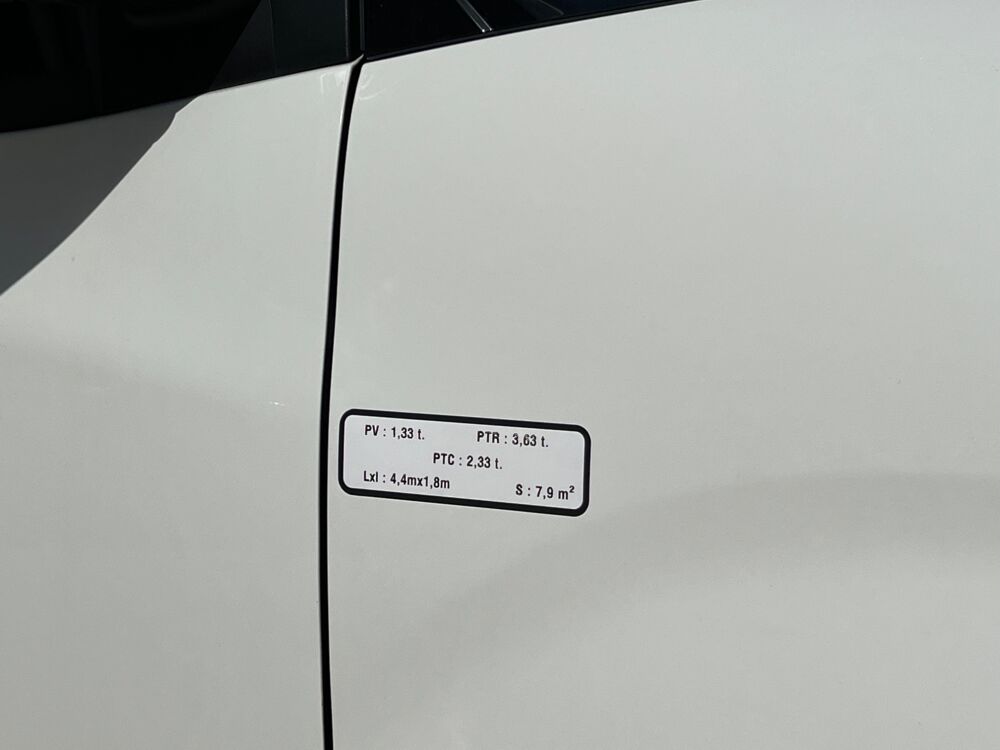 PV : 1,33 t. PTR : 3,63 t.
PTC : 2,33 t.
Lxl : 4,4mx1,8m S : 7,9 m²